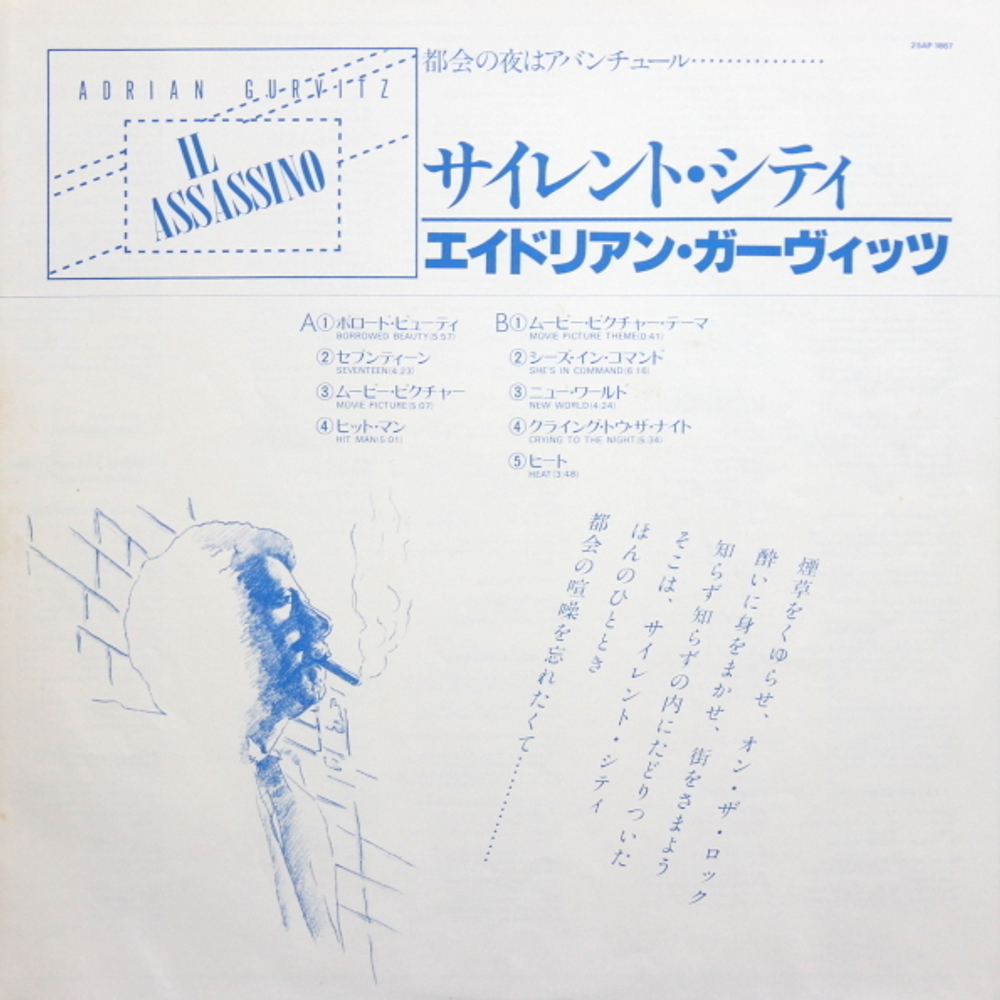 25AP 1867
都会の夜はアバンチュール……………
ADRIAN GURVITZ
IL
ASSASSINO
サイレント・シティ
エイドリアン・ガーヴィッツ
A①ボロード・ビューティ
BORROWED BEAUTY(5:57)
②セブンティーン
SEVENTEEN(4:23)
③ムービー・ピクチャー
MOVIE PICTURE(5:07)
④ヒット・マン
HIT MAN(5:01)
B①ムービー・ピクチャー・テーマ
MOVIE PICTURE THEME(0:41)
②シーズ・イン・コマンド
SHE'S IN COMMAND(6:16)
③ニュー・ワールド
NEW WORLD(4:24)
④クライング・トウ・ザ・ナイト
CRYING TO THE NIGHT(5:34)
⑤ヒート
HEAT(3:48)
煙草をくゆらせ、オン・ザ・ロック
酔いに身をまかせ、街をさまよう
知らず知らずの内にたどりついた
そこは、サイレント・シティ
ほんのひととき
都会の喧噪を忘れたくて……………